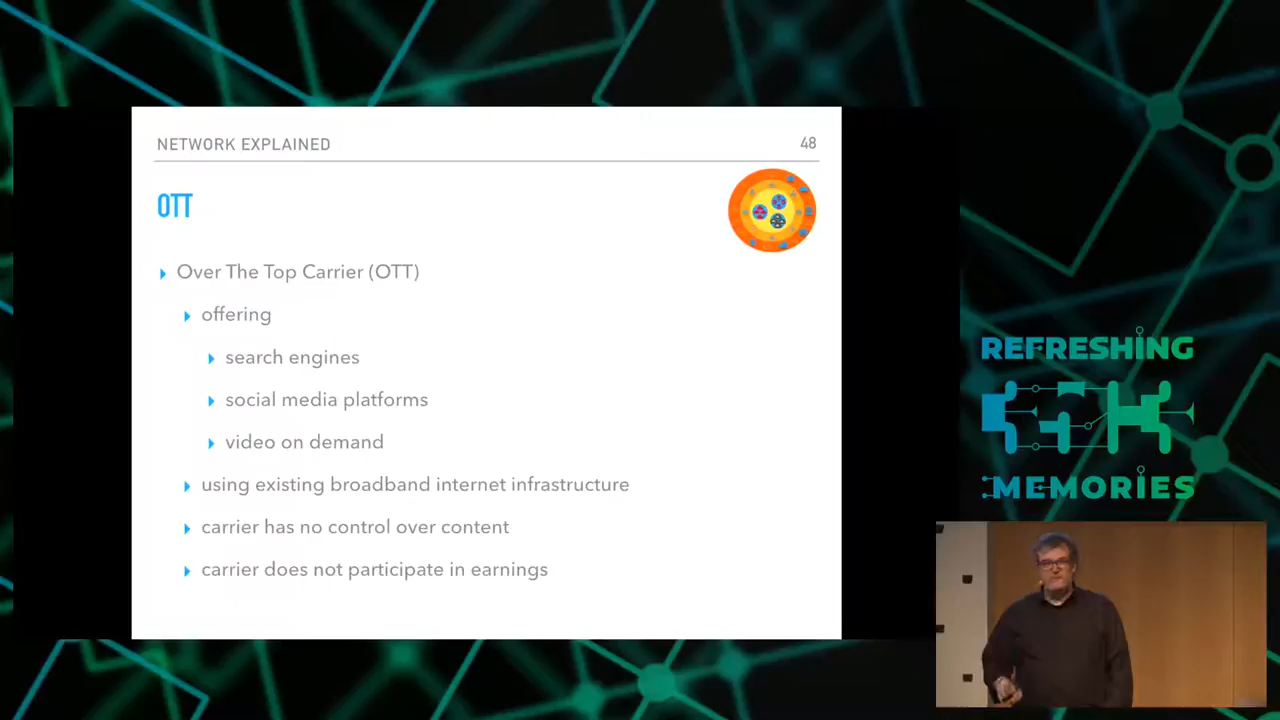 NETWORK EXPLAINED
48
OTT
Over The Top Carrier (OTT)
offering
search engines
social media platforms
video on demand
using existing broadband internet infrastructure
carrier has no control over content
carrier does not participate in earnings
REFRESHING
36K
MEMORIES